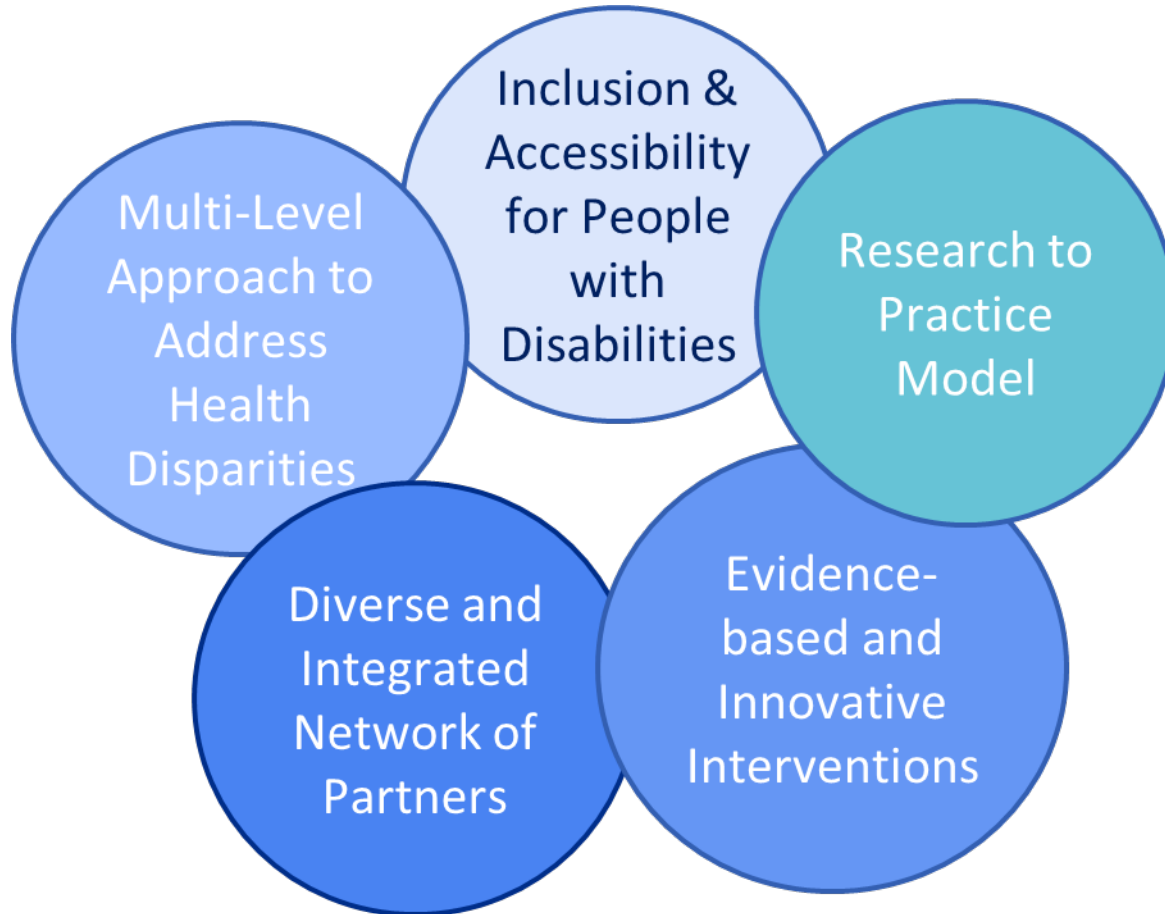 Inclusion &
Accessibility
for People
with
Disabilities
Research to
Practice
Model
Evidence-
based and
Innovative
Interventions
Diverse and
Integrated
Network of
Partners
Multi-Level
Approach to
Address
Health
Disparities